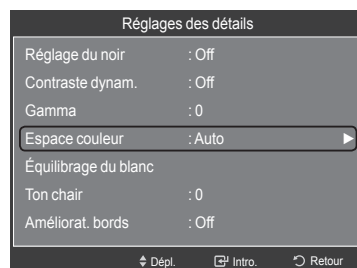 Réglages des détails
Réglage du noir : Off
Contraste dynam. : Off
Gamma : 0
Espace couleur : Auto
Équilibrage du blanc
Ton chair : 0
Améliorat. bords : Off
Dépl. Intro. Retour